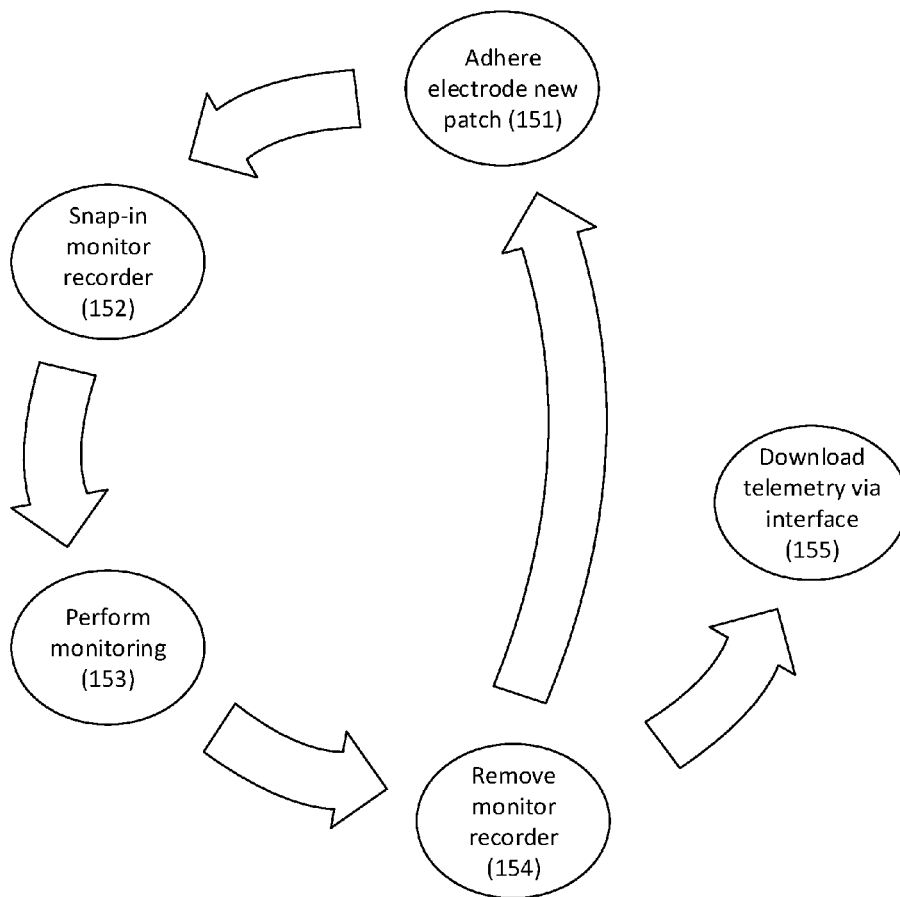 Adhere
electrode new
patch (151)
Snap-in
monitor
recorder
(152)
Perform
monitoring
(153)
Remove
monitor
recorder
(154)
Download
telemetry via
interface
(155)